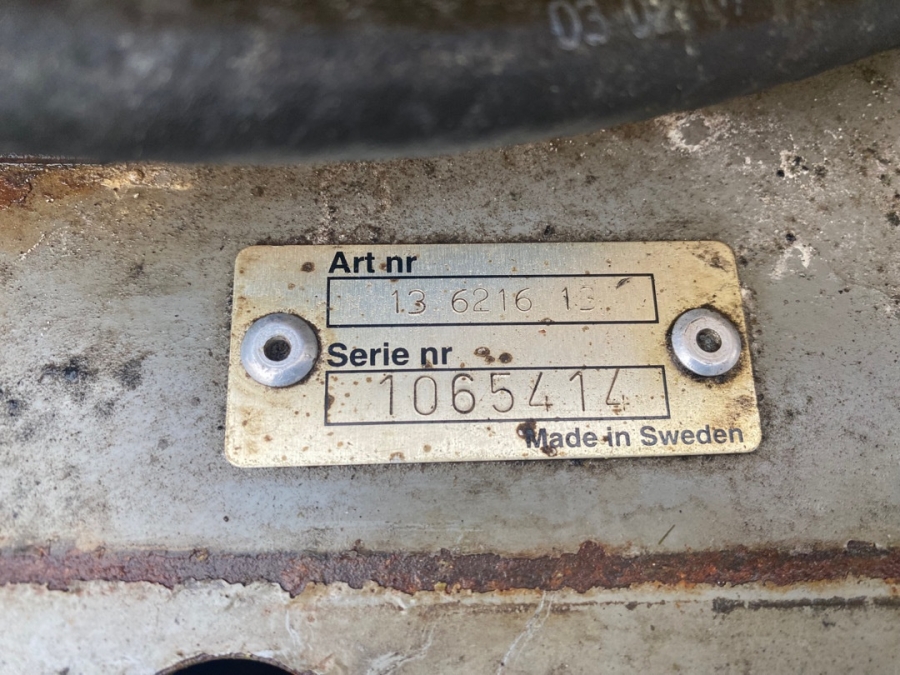 Art nr
13 6216 13
Serie nr
1065414
Made in Sweden